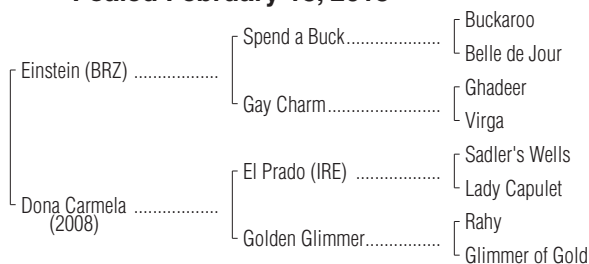 Foaled February
Buckaroo
Spend a Buck....................
Belle de Jour
Einstein (BRZ) ..................
Ghadeer
Gay Charm........................
Virga
Sadler's Wells
El Prado (IRE) ..................
Lady Capulet
Dona Carmela ..................
(2008)
Rahy
Golden Glimmer................
Glimmer of Gold